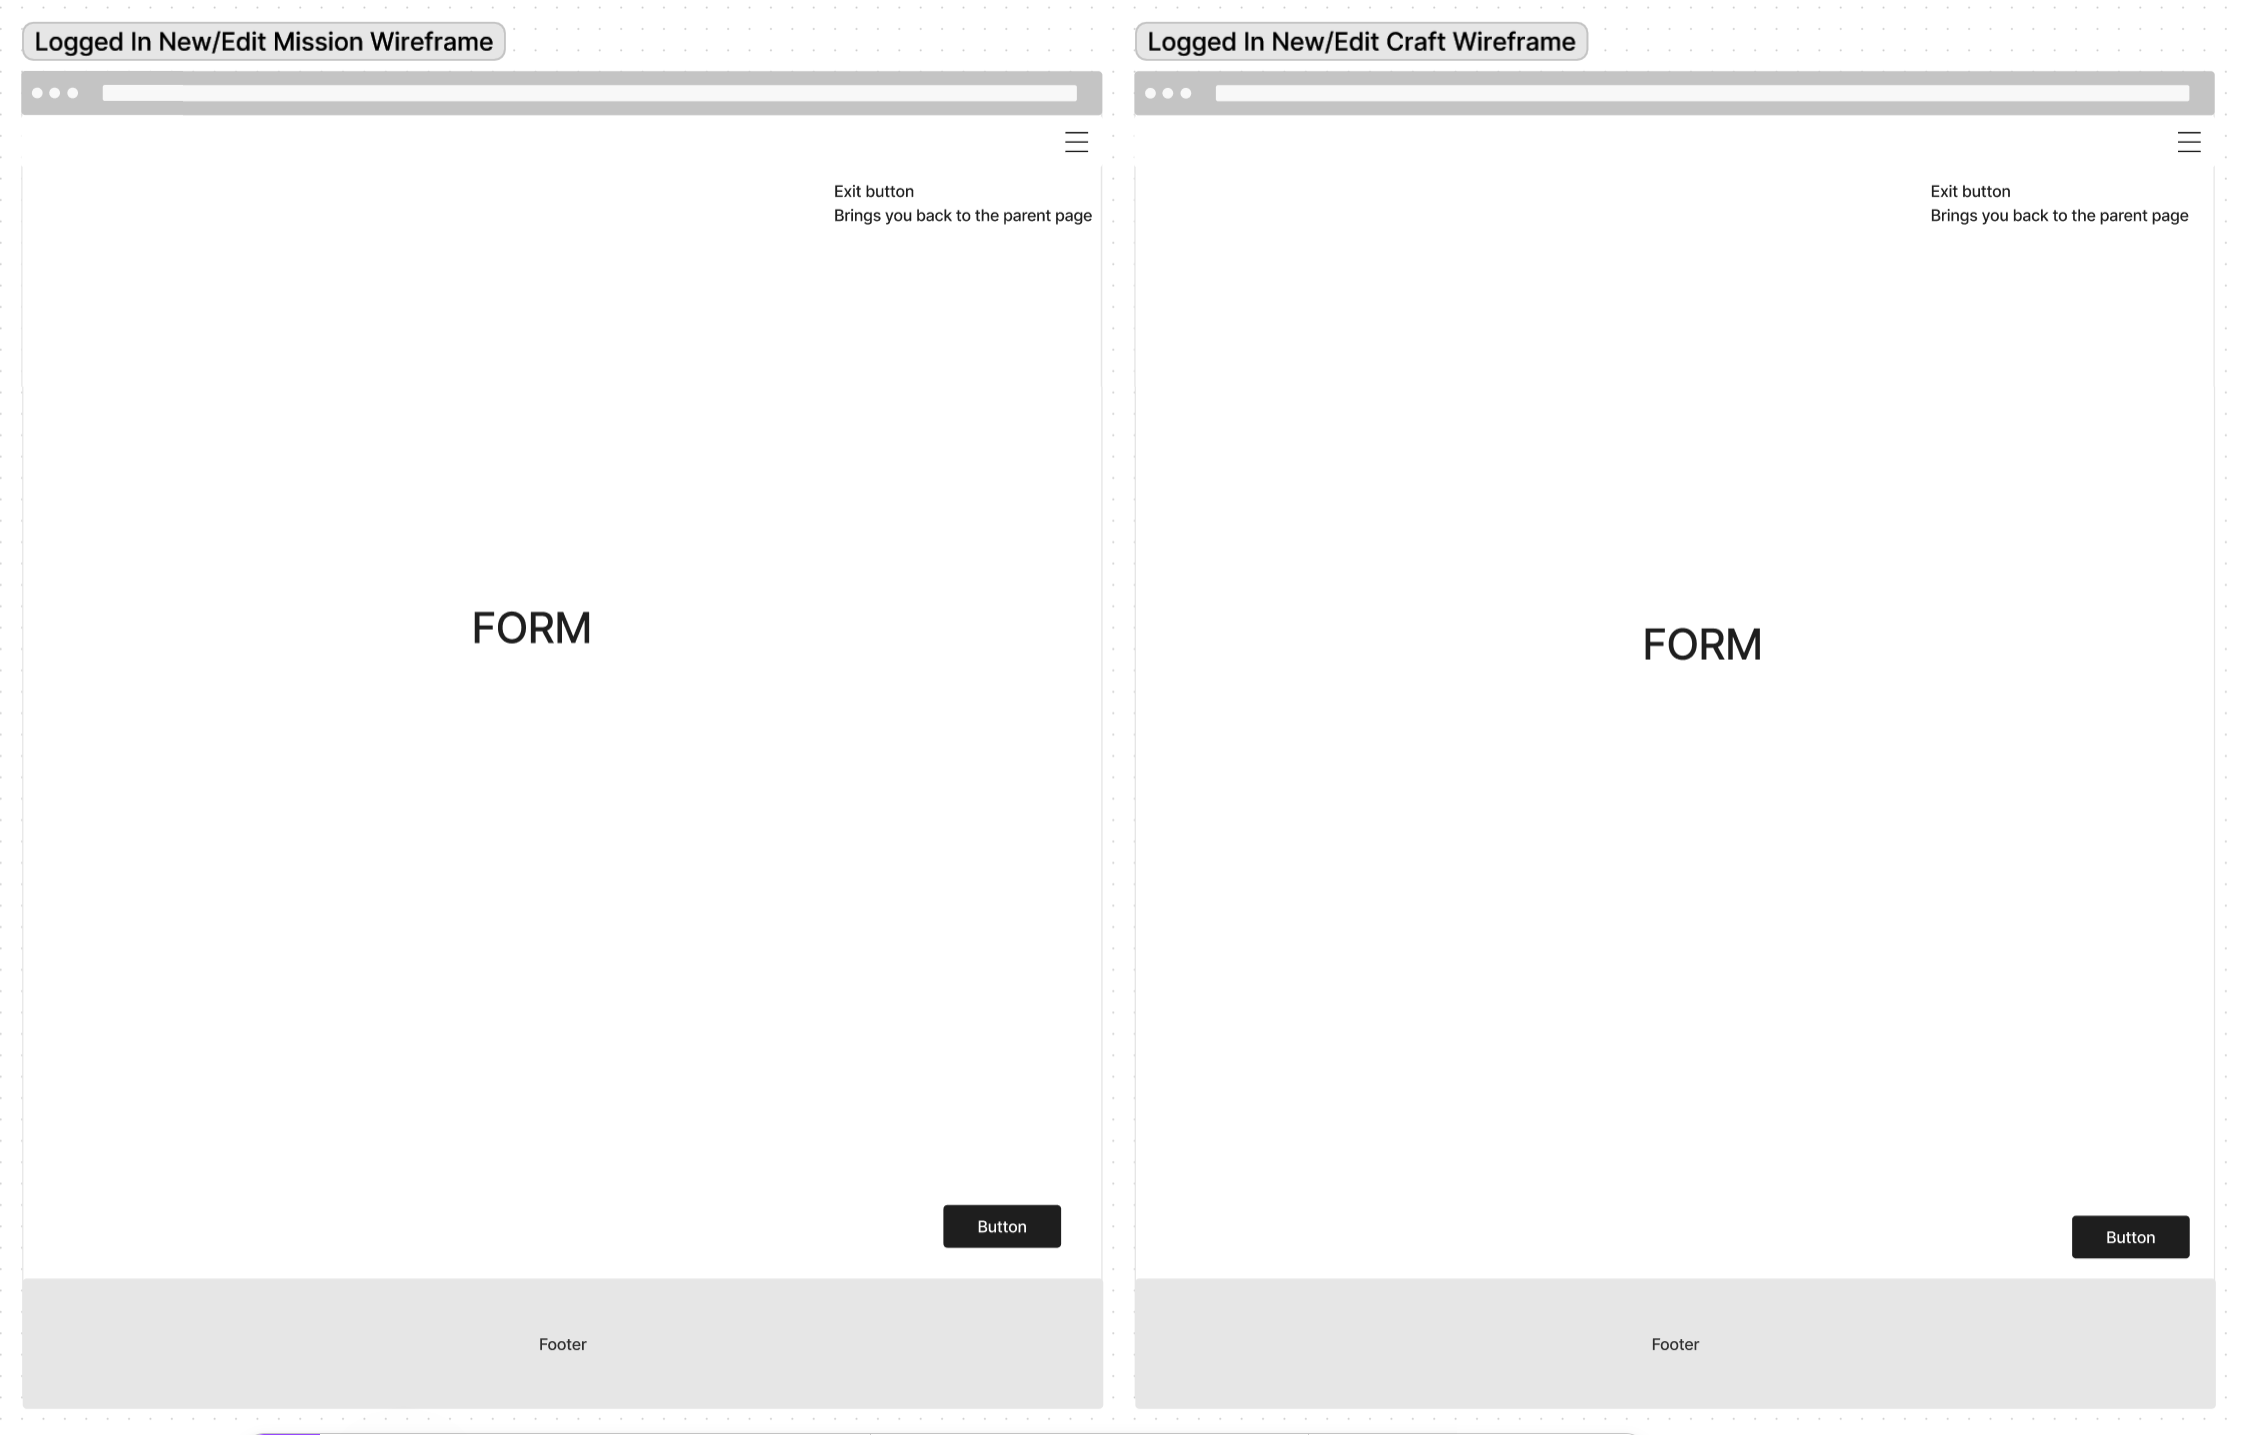 Logged In New/Edit Mission Wireframe
Exit button
Brings you back to the parent page
FORM
Button
Footer
Logged In New/Edit Craft Wireframe
Exit button
Brings you back to the parent page
FORM
Button
Footer